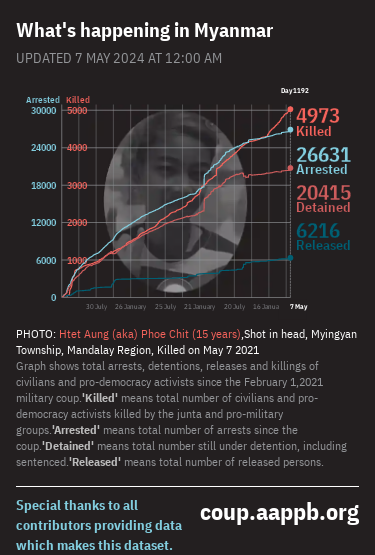 What's happening in Myanmar
UPDATED 7 MAY 2024 AT 12:00 AM
Day1192
Arrested Killed
30000 5000
24000 4000
18000 3000
12000 2000
6000 1000
0
4973
Killed
26631
Arrested
20415
Detained
6216
Released
30 July 26 January 25 July 21 January 20 July 16 Janua 7 May
PHOTO: Htet Aung (aka) Phoe Chit (15 years),Shot in head, Myingyan
Township, Mandalay Region, Killed on May 7 2021
Graph shows total arrests, detentions, releases and killings of
civilians and pro-democracy activists since the February 1,2021
military coup.'Killed' means total number of civilians and pro-
democracy activists killed by the junta and pro-military
groups.'Arrested' means total number of arrests since the
coup.'Detained' means total number still under detention, including
sentenced.'Released' means total number of released persons.
Special thanks to all
contributors providing data
which makes this dataset.
coup.aappb.org